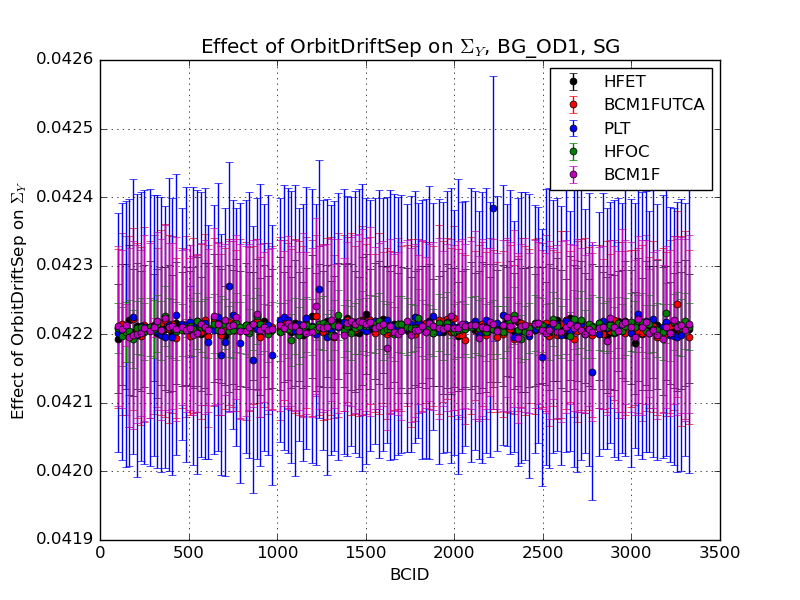 Effect of OrbitDriftSep on Σ_Y, BG_OD1, SG
HFET
BCM1FUTCA
PLT
HFOC
BCM1F
0.0426
0.0425
0.0424
0.0423
0.0422
0.0421
0.0420
0.0419
Effect of OrbitDriftSep on Σ_Y
0 500 1000 1500 2000 2500 3000 3500
BCID